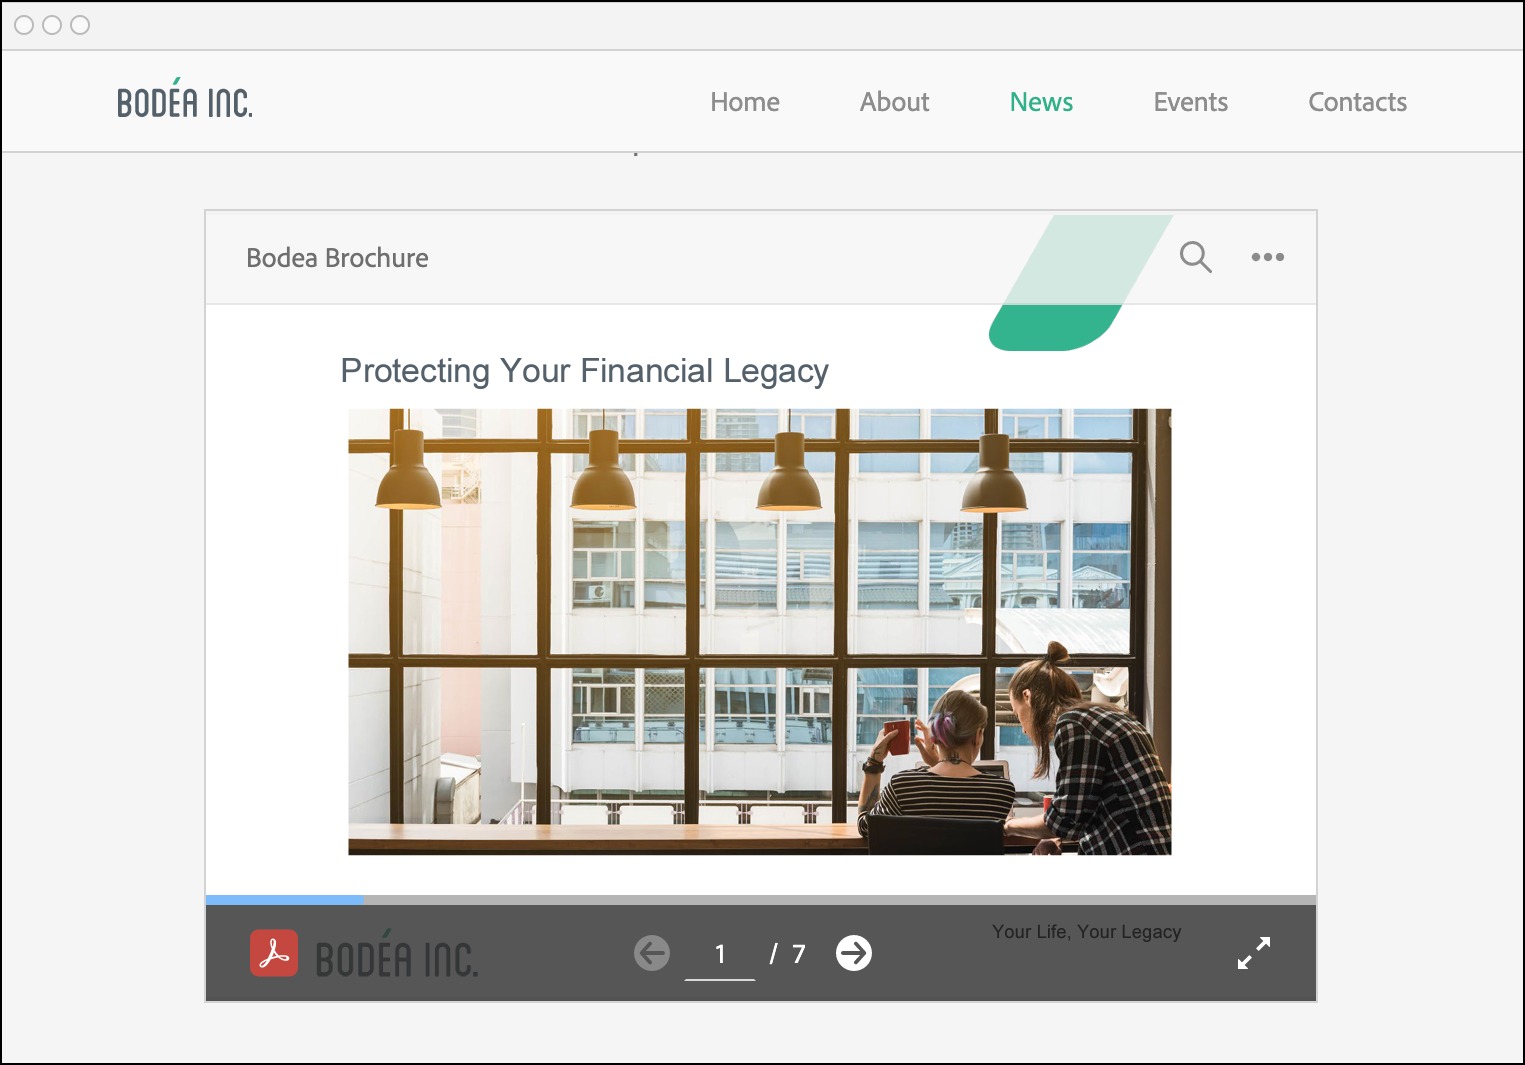 BODÉA INC.
Home About News Events Contacts
Bodea Brochure
Protecting Your Financial Legacy
BODÉA INC.
1 / 7
Your Life, Your Legacy